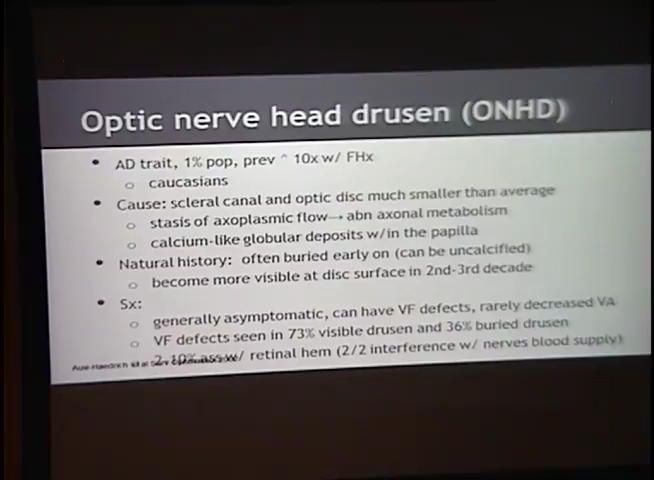 Optic nerve head drusen (ONHD)
• AD trait, 1% pop, prev ^ 10x w/ FHx
o caucasians
• Cause: scleral canal and optic disc much smaller than average
o stasis of axoplasmic flow→ abn axonal metabolism
o calcium-like globular deposits w/in the papilla
• Natural history: often buried early on (can be uncalcified)
o become more visible at disc surface in 2nd-3rd decade
• Sx:
o generally asymptomatic, can have VF defects, rarely decreased VA
o VF defects seen in 73% visible drusen and 36% buried drusen
o 2-10% ass w/ retinal hem (2/2 interference w/ nerves blood supply)